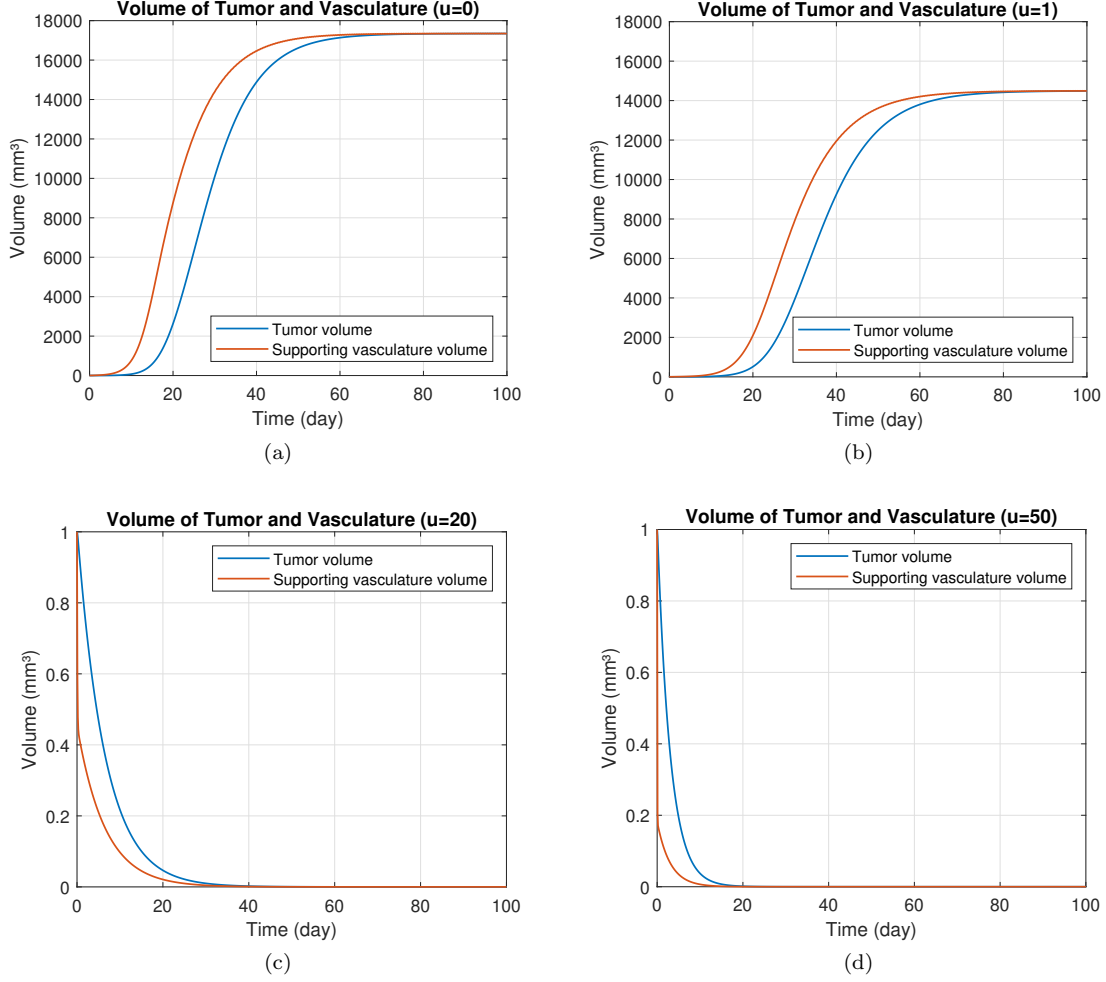 Volume of Tumor and Vasculature (u=0)
18000
16000
14000
12000
10000
8000
6000
4000
2000
0
Volume (mm³)
Tumor volume
Supporting vasculature volume
0 20 40 60 80 100
Time (day)
(a)
Volume of Tumor and Vasculature (u=1)
18000
16000
14000
12000
10000
8000
6000
4000
2000
0
Volume (mm³)
Tumor volume
Supporting vasculature volume
0 20 40 60 80 100
Time (day)
(b)
Volume of Tumor and Vasculature (u=20)
1
0.8
0.6
0.4
0.2
0
Volume (mm³)
Tumor volume
Supporting vasculature volume
0 20 40 60 80 100
Time (day)
(c)
Volume of Tumor and Vasculature (u=50)
1
0.8
0.6
0.4
0.2
0
Volume (mm³)
Tumor volume
Supporting vasculature volume
0 20 40 60 80 100
Time (day)
(d)